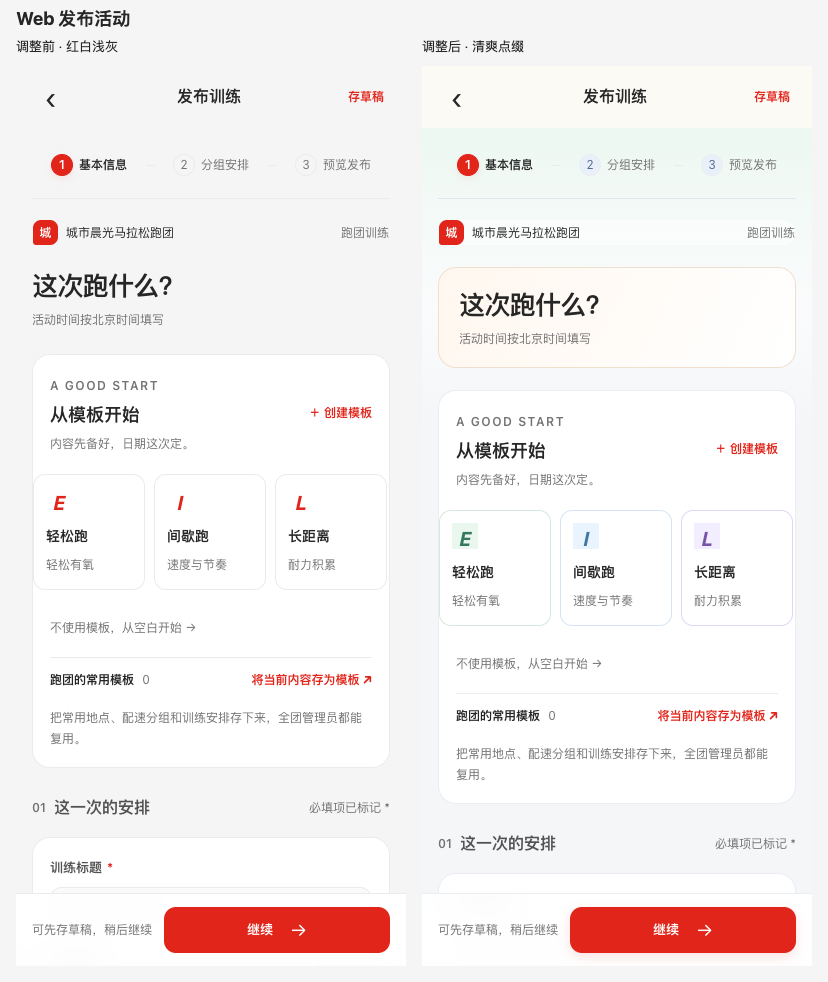 Web 发布活动
调整前 · 红白浅灰
‹ 发布训练 存草稿
1 基本信息 2 分组安排 3 预览发布
城 城市晨光马拉松跑团 跑团训练
这次跑什么?
活动时间按北京时间填写
A GOOD START
从模板开始 + 创建模板
内容先备好，日期这次定。
E I L
轻松跑 间歇跑 长距离
轻松有氧 速度与节奏 耐力积累
不使用模板，从空白开始 →
跑团的常用模板 0 将当前内容存为模板 ↗
把常用地点、配速分组和训练安排存下来，全团管理员都能
复用。
01 这一次的安排 必填项已标记 *
训练标题 *
可先存草稿，稍后继续 继续 →
调整后 · 清爽点缀
‹ 发布训练 存草稿
1 基本信息 2 分组安排 3 预览发布
城 城市晨光马拉松跑团 跑团训练
这次跑什么?
活动时间按北京时间填写
A GOOD START
从模板开始 + 创建模板
内容先备好，日期这次定。
E I L
轻松跑 间歇跑 长距离
轻松有氧 速度与节奏 耐力积累
不使用模板，从空白开始 →
跑团的常用模板 0 将当前内容存为模板 ↗
把常用地点、配速分组和训练安排存下来，全团管理员都能
复用。
01 这一次的安排 必填项已标记 *
可先存草稿，稍后继续 继续 →